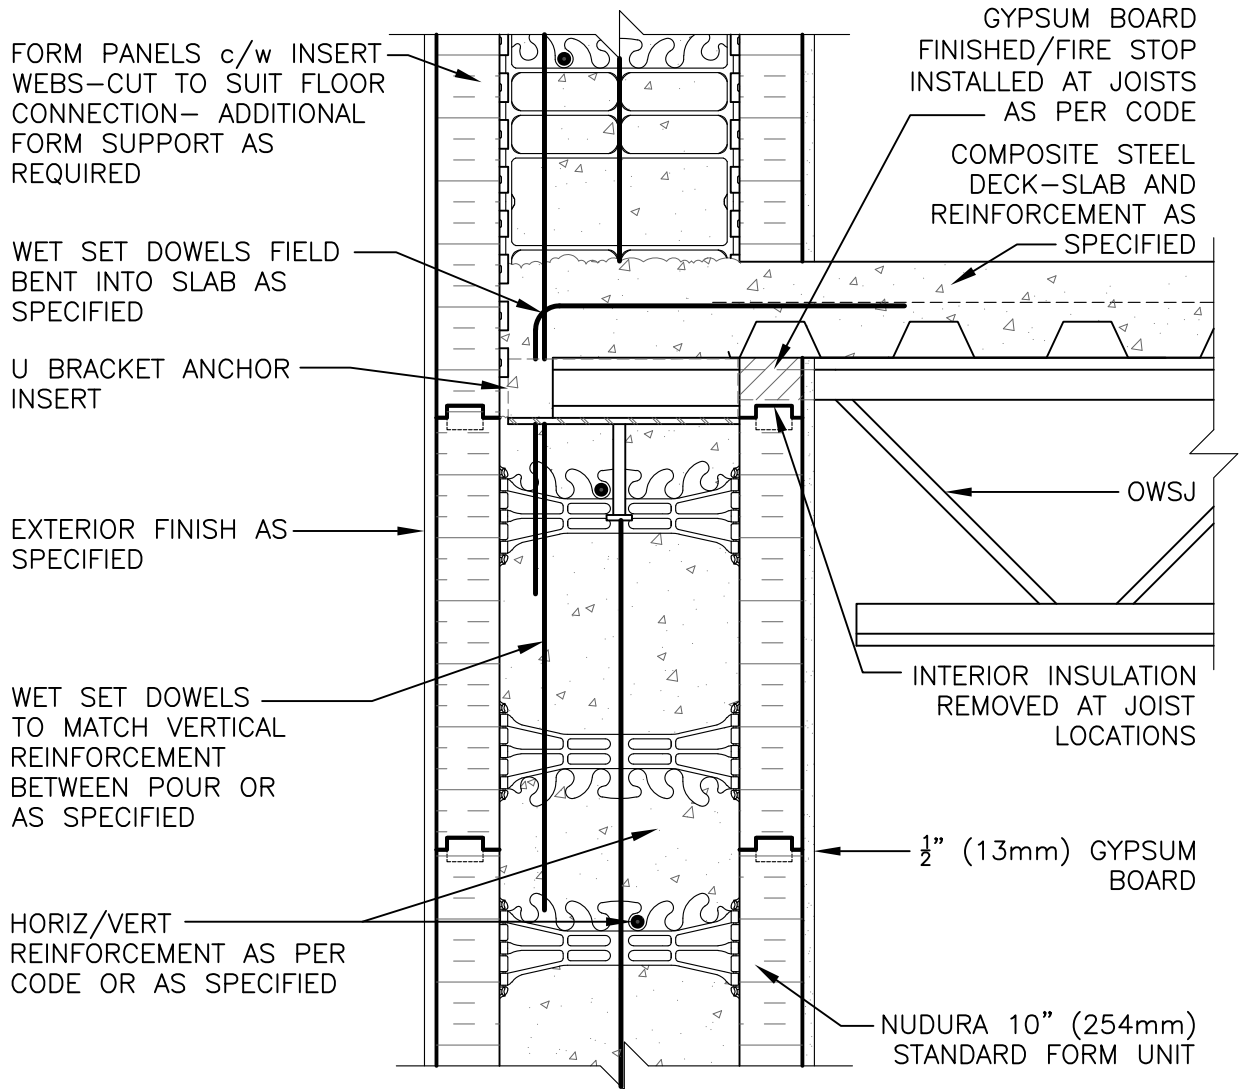 FORM PANELS c/w INSERT
WEBS-CUT TO SUIT FLOOR
CONNECTION- ADDITIONAL
FORM SUPPORT AS
REQUIRED
WET SET DOWELS FIELD
BENT INTO SLAB AS
SPECIFIED
U BRACKET ANCHOR
INSERT
EXTERIOR FINISH AS
SPECIFIED
WET SET DOWELS
TO MATCH VERTICAL
REINFORCEMENT
BETWEEN POUR OR
AS SPECIFIED
HORIZ/VERT
REINFORCEMENT AS PER
CODE OR AS SPECIFIED
GYPSUM BOARD
FINISHED/FIRE STOP
INSTALLED AT JOISTS
AS PER CODE
COMPOSITE STEEL
DECK-SLAB AND
REINFORCEMENT AS
SPECIFIED
OWSJ
INTERIOR INSULATION
REMOVED AT JOIST
LOCATIONS
½" (13mm) GYPSUM
BOARD
NUDURA 10" (254mm)
STANDARD FORM UNIT